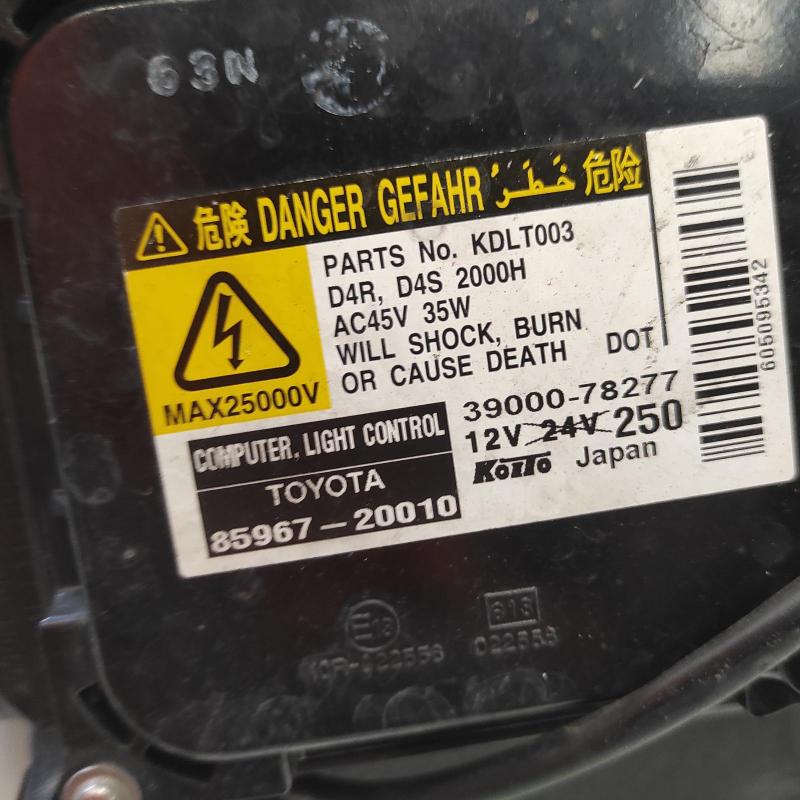 63N
危険 DANGER GEFAHR خَطَرْ 危险
PARTS No. KDLT003
D4R, D4S 2000H
AC45V 35W
WILL SHOCK, BURN
OR CAUSE DEATH DOT
MAX25000V
39000-78277
12V 24V 250
KOITO Japan
COMPUTER, LIGHT CONTROL
TOYOTA
85967-20010
605095342
E13
022553